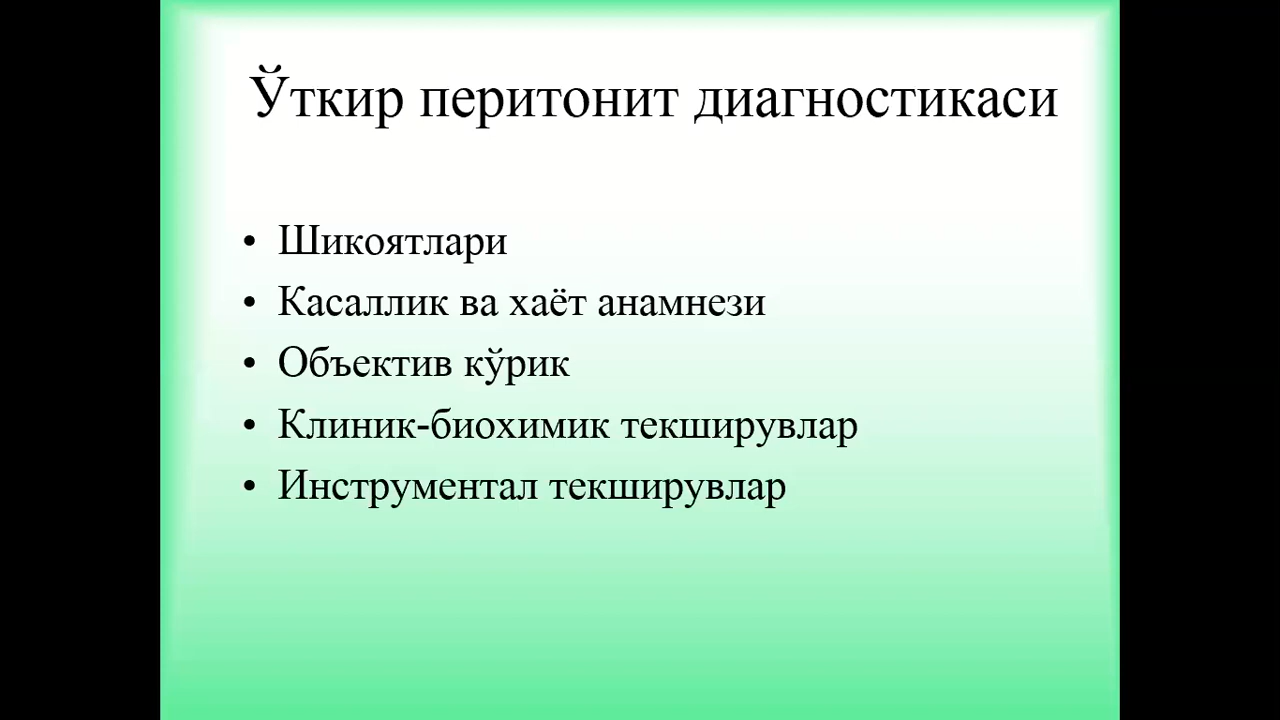 Ўткир перитонит диагностикаси
• Шикоятлари
• Касаллик ва хаёт анамнези
• Объектив кўрик
• Клиник-биохимик текширувлар
• Инструментал текширувлар